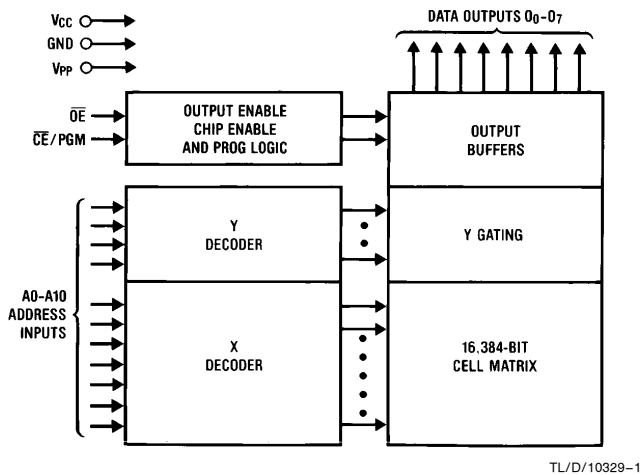 VCC
GND
VPP
DATA OUTPUTS O0–O7
OE
CE/PGM
OUTPUT ENABLE
CHIP ENABLE
AND PROG LOGIC
OUTPUT
BUFFERS
Y
DECODER
Y GATING
A0–A10
ADDRESS
INPUTS
X
DECODER
16,384-BIT
CELL MATRIX
TL/D/10329–1